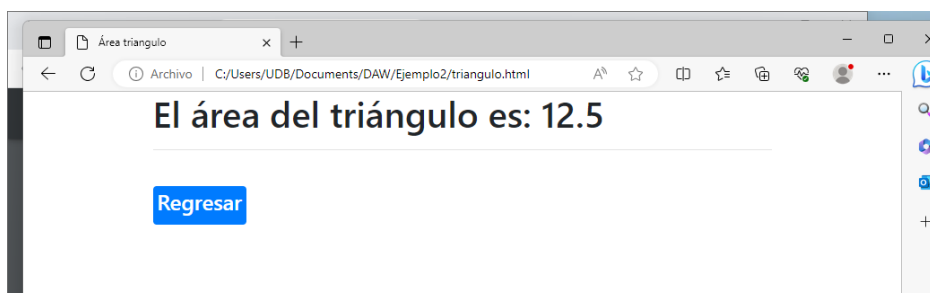 Área triangulo
Archivo | C:/Users/UDB/Documents/DAW/Ejemplo2/triangulo.html
El área del triángulo es: 12.5
Regresar